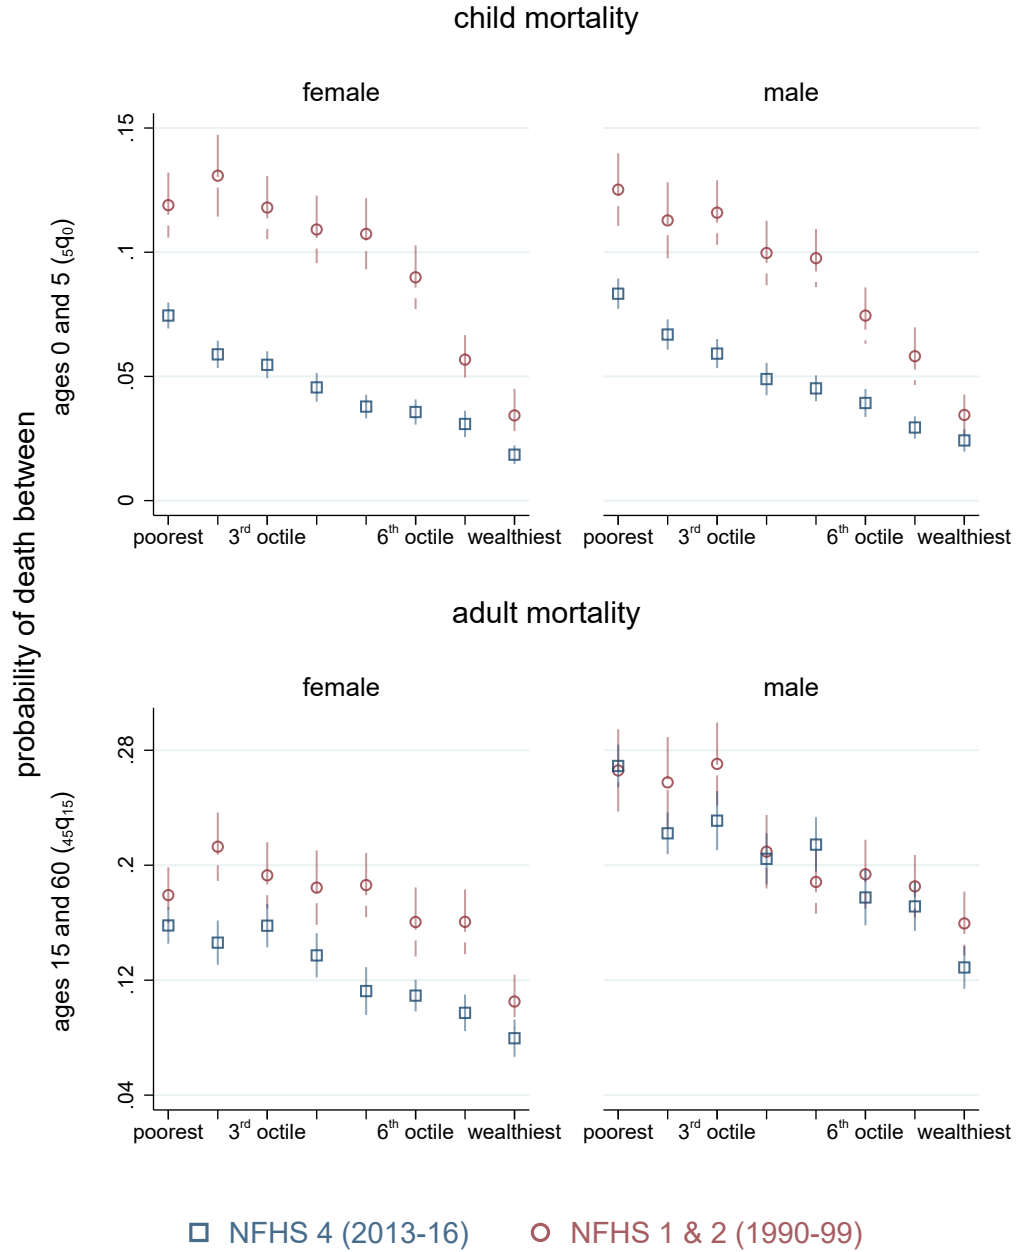 child mortality
female
male
probability of death between
ages 0 and 5 (₅q₀)
.15
.1
.05
0
poorest 3rd octile 6th octile wealthiest
poorest 3rd octile 6th octile wealthiest
adult mortality
female
male
ages 15 and 60 (₄₅q₁₅)
.28
.2
.12
.04
poorest 3rd octile 6th octile wealthiest
poorest 3rd octile 6th octile wealthiest
NFHS 4 (2013-16) NFHS 1 & 2 (1990-99)